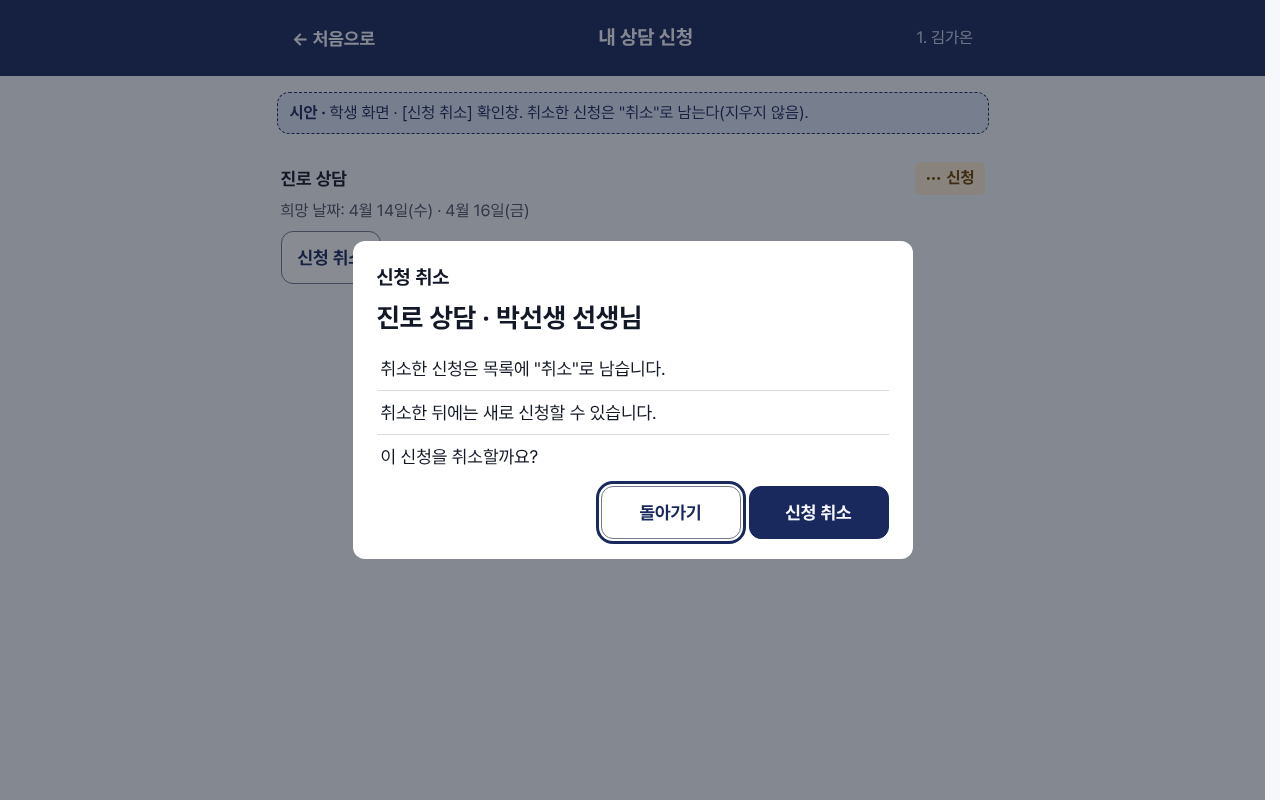 ← 처음으로
내 상담 신청
1. 김가온
시안 · 학생 화면 · [신청 취소] 확인창. 취소한 신청은 "취소"로 남는다(지우지 않음).
진로 상담
··· 신청
희망 날짜: 4월 14일(수) · 4월 16일(금)
신청 취
신청 취소
진로 상담 · 박선생 선생님
취소한 신청은 목록에 "취소"로 남습니다.
취소한 뒤에는 새로 신청할 수 있습니다.
이 신청을 취소할까요?
돌아가기
신청 취소